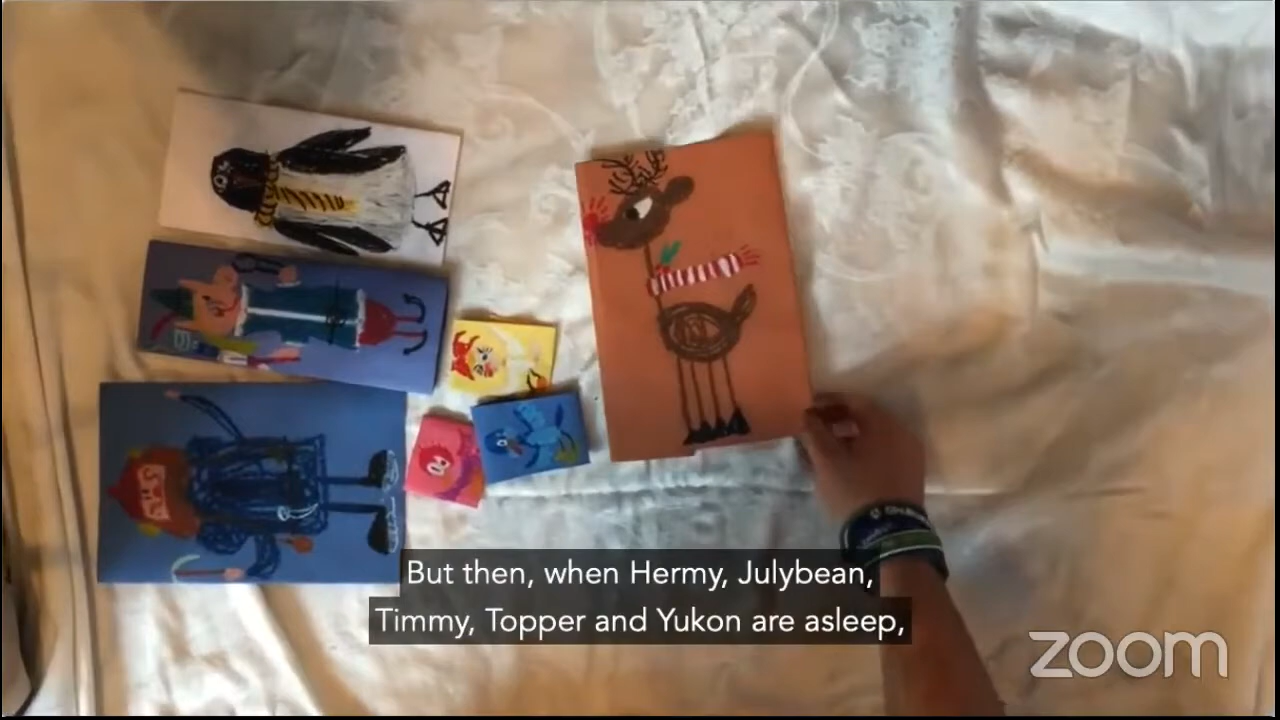 But then, when Hermy, Julybean,
Timmy, Topper and Yukon are asleep,
zoom